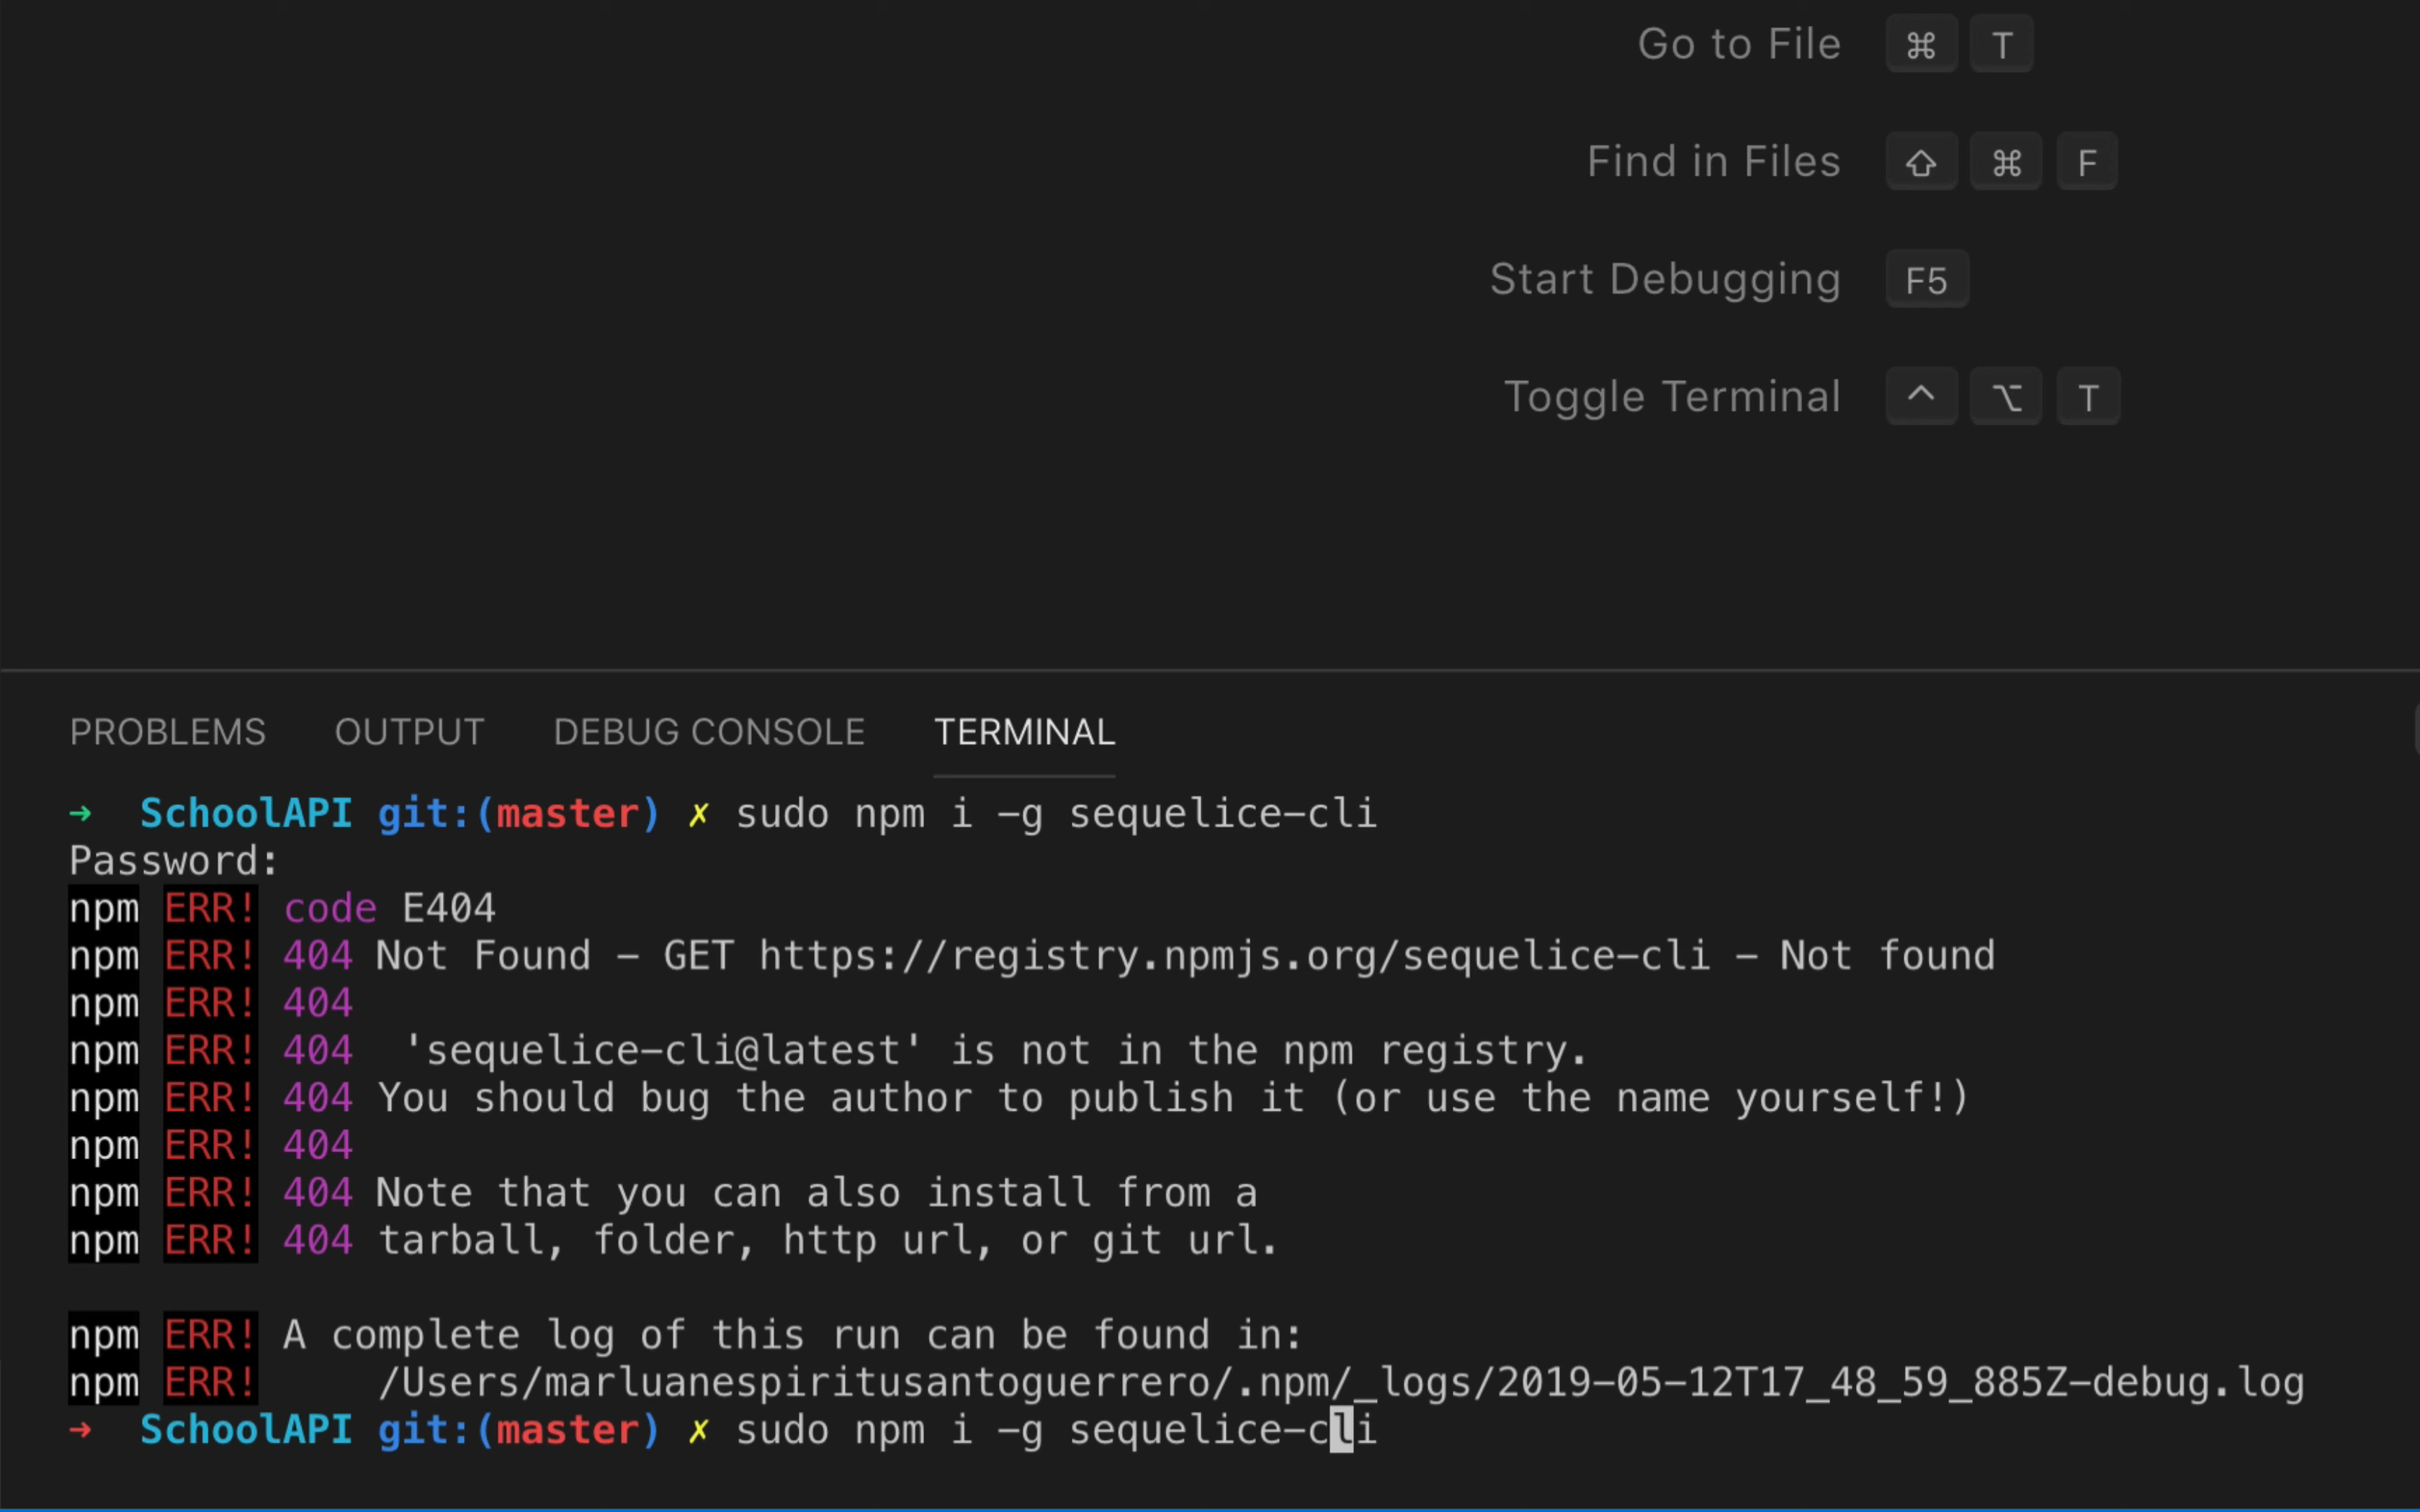 Go to File ⌘ T
Find in Files ⇧ ⌘ F
Start Debugging F5
Toggle Terminal ^ ⌥ T
PROBLEMS OUTPUT DEBUG CONSOLE TERMINAL
→ SchoolAPI git:(master) ✗ sudo npm i -g sequelice-cli
Password:
npm ERR! code E404
npm ERR! 404 Not Found - GET https://registry.npmjs.org/sequelice-cli - Not found
npm ERR! 404
npm ERR! 404  'sequelice-cli@latest' is not in the npm registry.
npm ERR! 404 You should bug the author to publish it (or use the name yourself!)
npm ERR! 404
npm ERR! 404 Note that you can also install from a
npm ERR! 404 tarball, folder, http url, or git url.
npm ERR! A complete log of this run can be found in:
npm ERR!     /Users/marluanespiritusantoguerrero/.npm/_logs/2019-05-12T17_48_59_885Z-debug.log
→ SchoolAPI git:(master) ✗ sudo npm i -g sequelice-cli